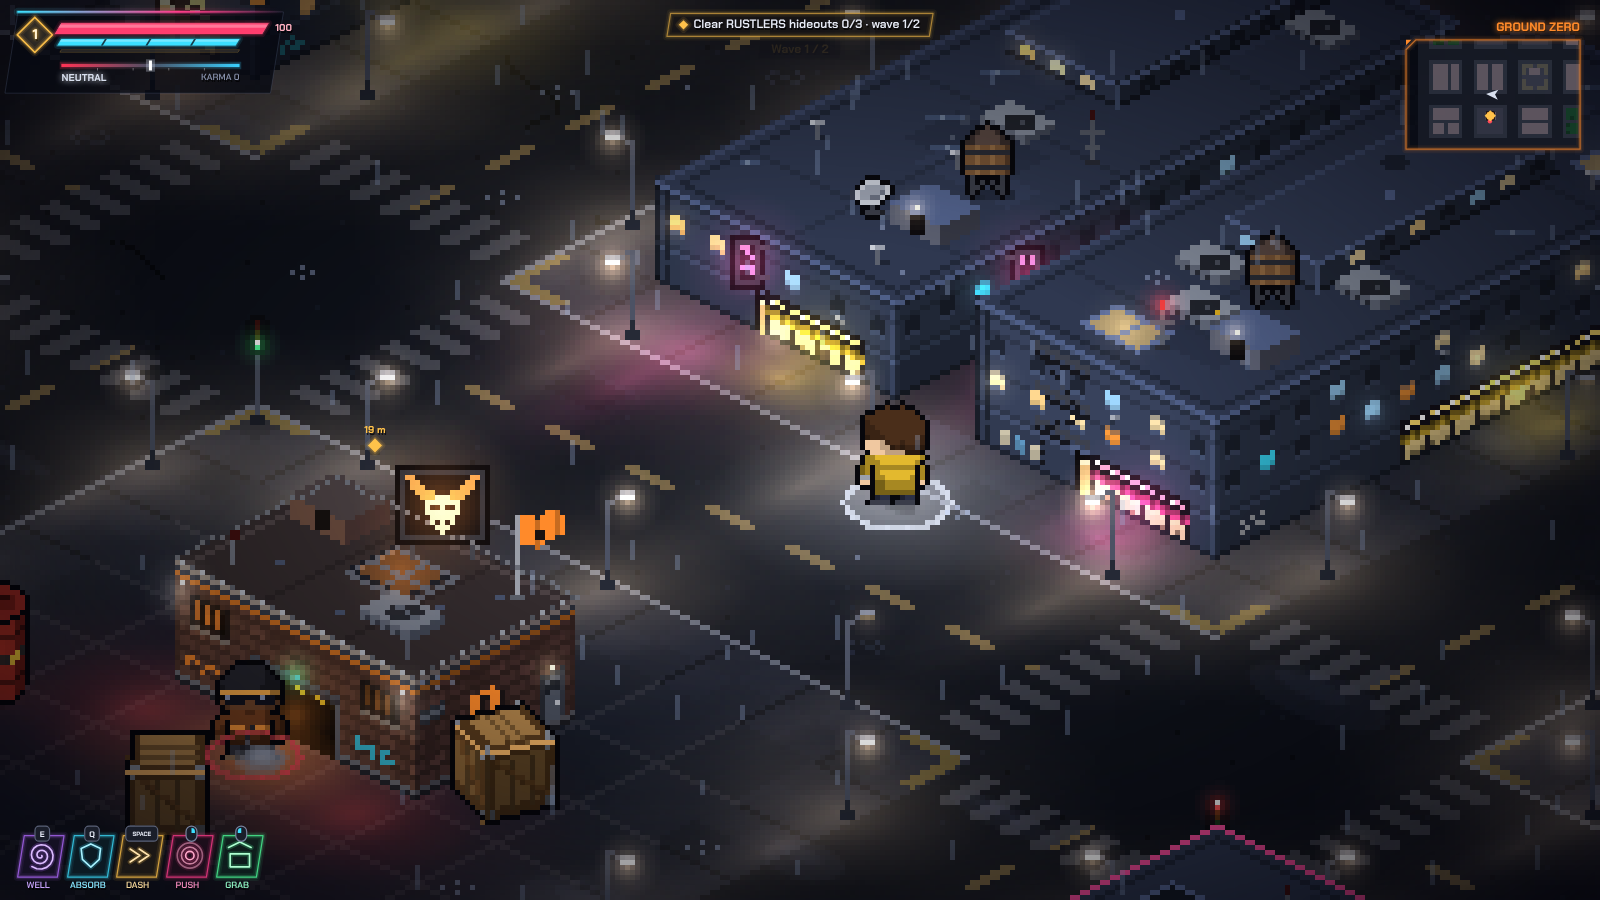 1
100
NEUTRAL
KARMA 0
Clear RUSTLERS hideouts 0/3 · wave 1/2
Wave 1 / 2
GROUND ZERO
19 m
E
Q
SPACE
WELL
ABSORB
DASH
PUSH
GRAB